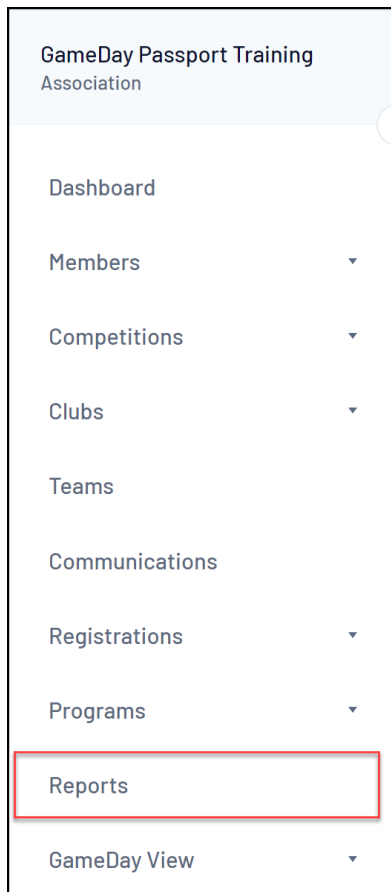 GameDay Passport Training
Association
Dashboard
Members
Competitions
Clubs
Teams
Communications
Registrations
Programs
Reports
GameDay View